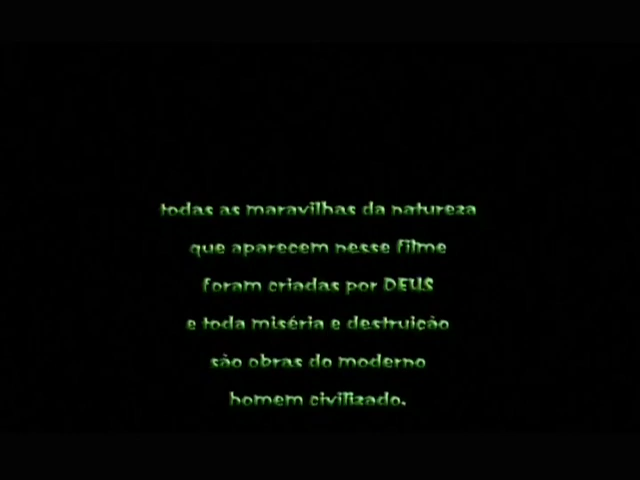 todas as maravilhas da natureza
que aparecem nesse filme
foram criadas por DEUS
e toda miséria e destruição
são obras do moderno
homem civilizado.